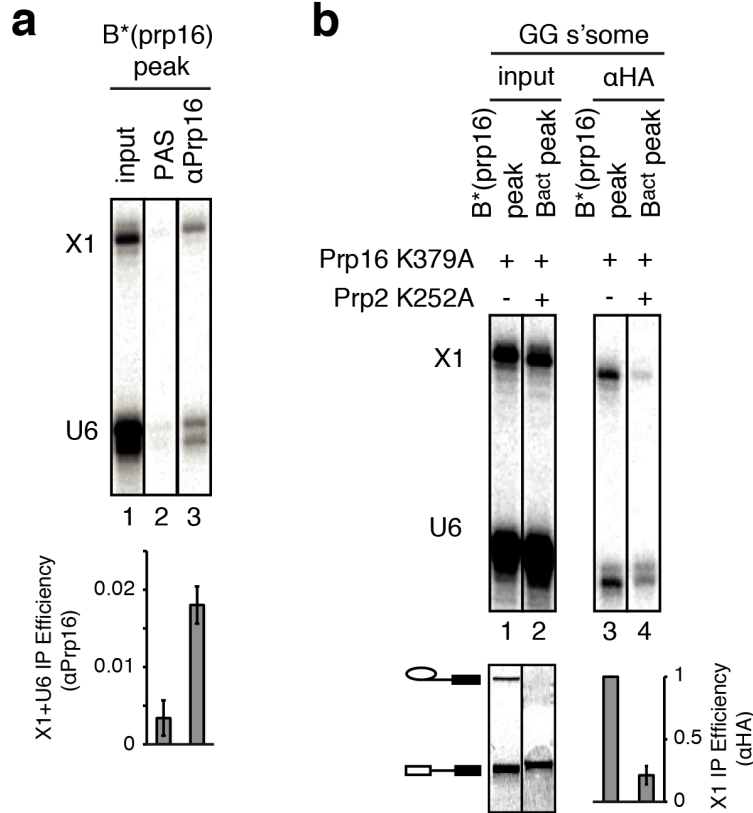 a
B*(prp16)
peak
input
PAS
αPrp16
X1
U6
1 2 3
X1+U6 IP Efficiency
(αPrp16)
0.02
0.01
0
b
GG s'some
input αHA
B*(prp16)
peak
Bact peak
B*(prp16)
peak
Bact peak
Prp16 K379A + + + +
Prp2 K252A - + - +
X1
U6
1 2 3 4
1
0.5
0
X1 IP Efficiency
(αHA)